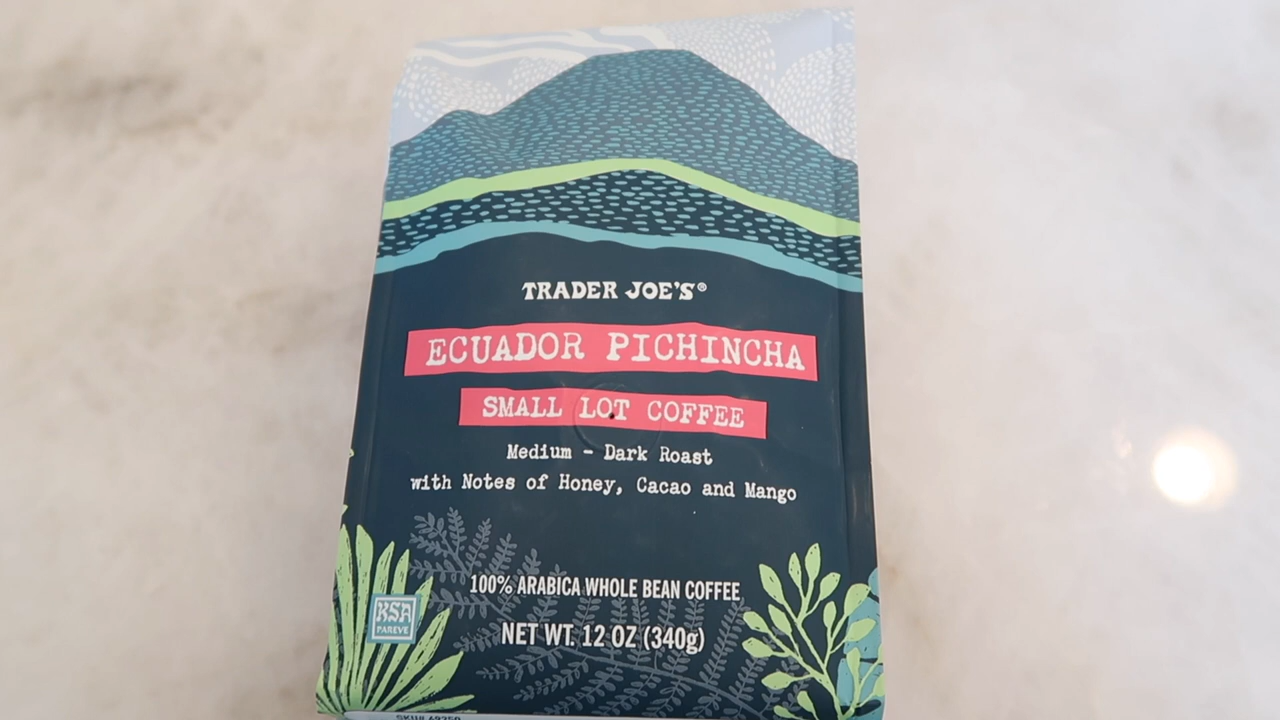 TRADER JOE'S®
ECUADOR PICHINCHA
SMALL LOT COFFEE
Medium - Dark Roast
with Notes of Honey, Cacao and Mango
100% ARABICA WHOLE BEAN COFFEE
KSA
PAREVE
NET WT. 12 OZ (340g)